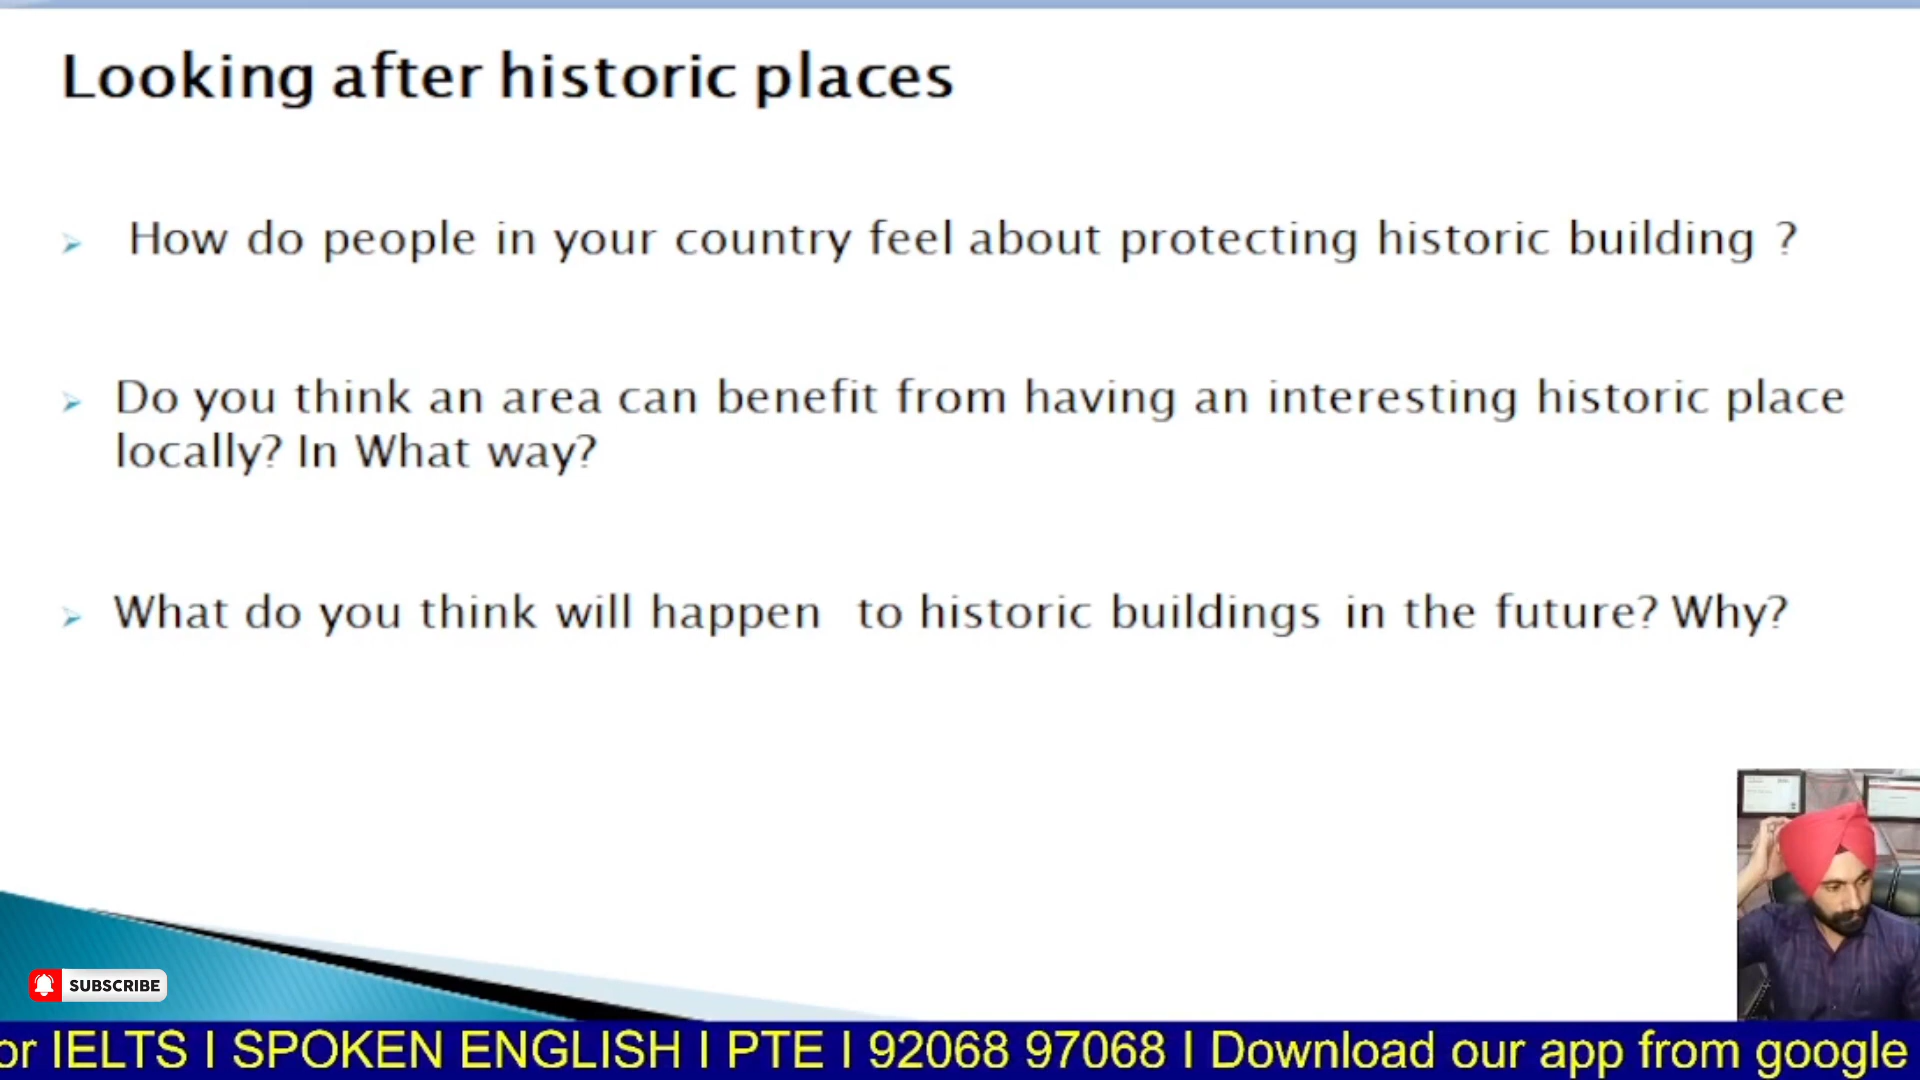 Looking after historic places
How do people in your country feel about protecting historic building ?
Do you think an area can benefit from having an interesting historic place
locally? In What way?
What do you think will happen to historic buildings in the future? Why?
SUBSCRIBE
or IELTS I SPOKEN ENGLISH I PTE I 92068 97068 I Download our app from google